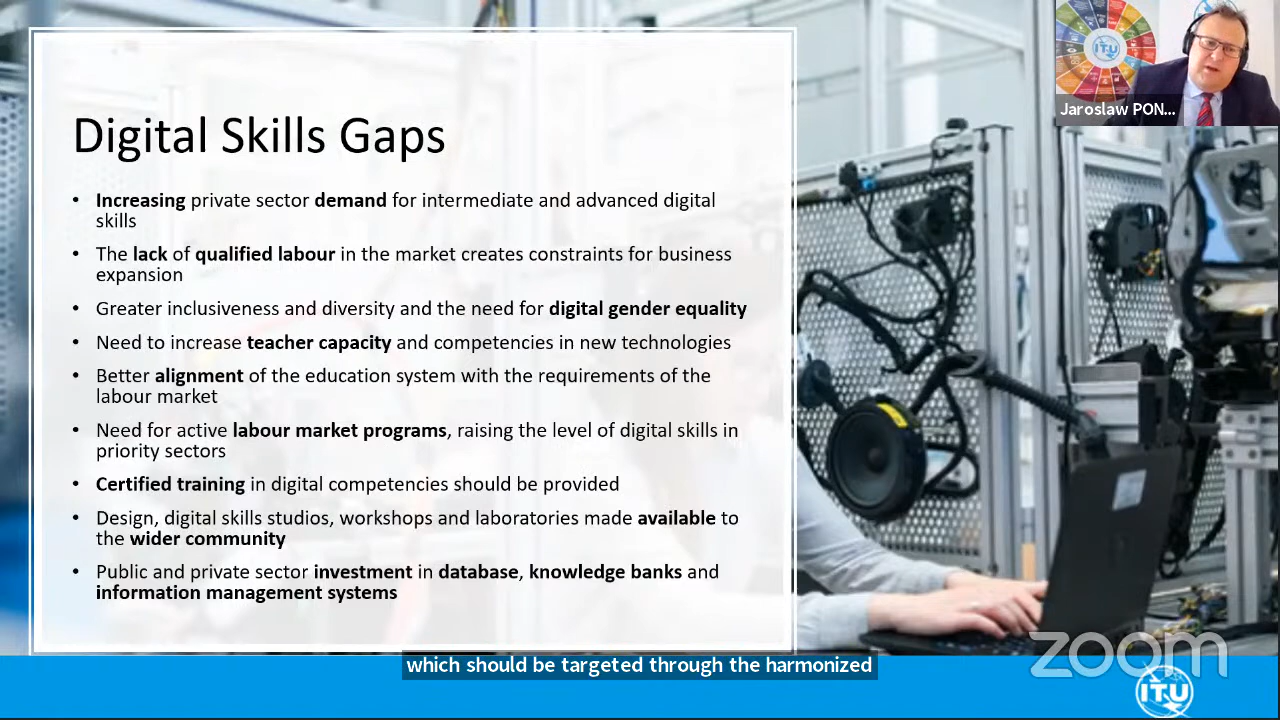 ITU
Jaroslaw PON...
Digital Skills Gaps
• Increasing private sector demand for intermediate and advanced digital
skills
• The lack of qualified labour in the market creates constraints for business
expansion
• Greater inclusiveness and diversity and the need for digital gender equality
• Need to increase teacher capacity and competencies in new technologies
• Better alignment of the education system with the requirements of the
labour market
• Need for active labour market programs, raising the level of digital skills in
priority sectors
• Certified training in digital competencies should be provided
• Design, digital skills studios, workshops and laboratories made available to
the wider community
• Public and private sector investment in database, knowledge banks and
information management systems
zoom
which should be targeted through the harmonized
ITU